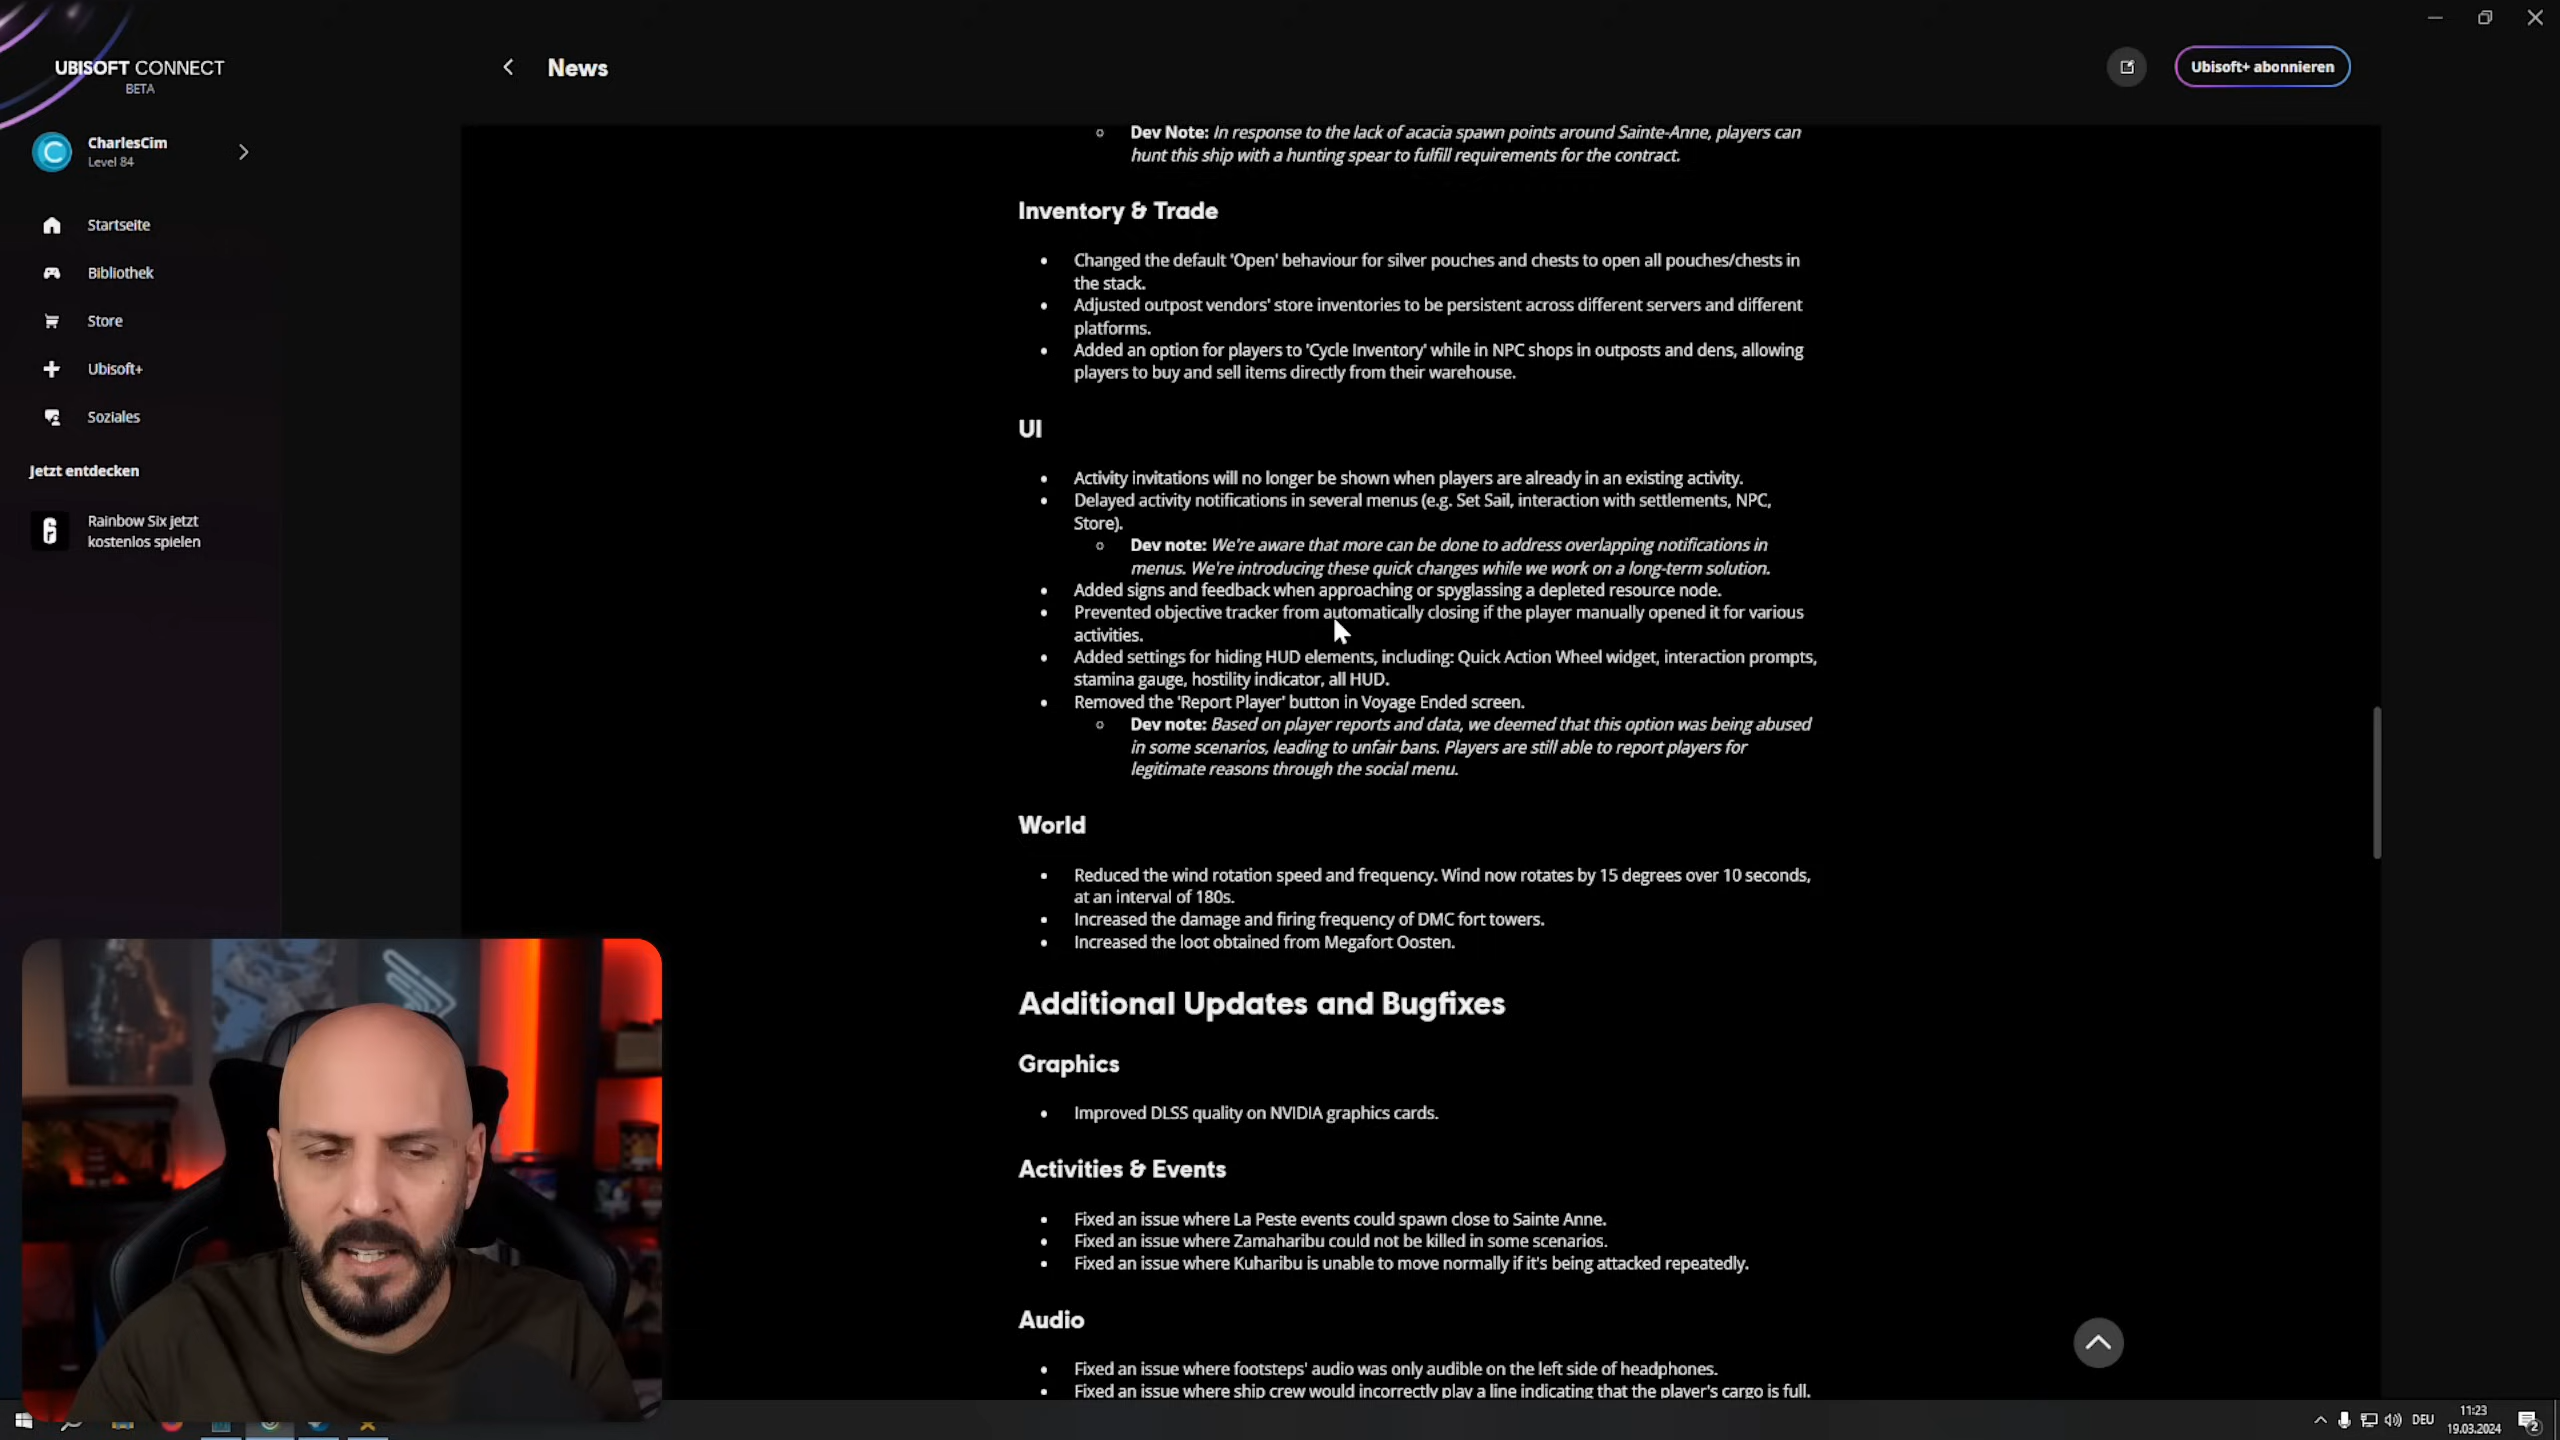 UBISOFT CONNECT
BETA
News
Ubisoft+ abonnieren
CharlesCim
Level 84
Startseite
Bibliothek
Store
Ubisoft+
Soziales
Jetzt entdecken
Rainbow Six jetzt
kostenlos spielen
Dev Note: In response to the lack of acacia spawn points around Sainte-Anne, players can
hunt this ship with a hunting spear to fulfill requirements for the contract.
Inventory & Trade
Changed the default 'Open' behaviour for silver pouches and chests to open all pouches/chests in
the stack.
Adjusted outpost vendors' store inventories to be persistent across different servers and different
platforms.
Added an option for players to 'Cycle Inventory' while in NPC shops in outposts and dens, allowing
players to buy and sell items directly from their warehouse.
UI
Activity invitations will no longer be shown when players are already in an existing activity.
Delayed activity notifications in several menus (e.g. Set Sail, interaction with settlements, NPC,
Store).
Dev note: We're aware that more can be done to address overlapping notifications in
menus. We're introducing these quick changes while we work on a long-term solution.
Added signs and feedback when approaching or spyglassing a depleted resource node.
Prevented objective tracker from automatically closing if the player manually opened it for various
activities.
Added settings for hiding HUD elements, including: Quick Action Wheel widget, interaction prompts,
stamina gauge, hostility indicator, all HUD.
Removed the 'Report Player' button in Voyage Ended screen.
Dev note: Based on player reports and data, we deemed that this option was being abused
in some scenarios, leading to unfair bans. Players are still able to report players for
legitimate reasons through the social menu.
World
Reduced the wind rotation speed and frequency. Wind now rotates by 15 degrees over 10 seconds,
at an interval of 180s.
Increased the damage and firing frequency of DMC fort towers.
Increased the loot obtained from Megafort Oosten.
Additional Updates and Bugfixes
Graphics
Improved DLSS quality on NVIDIA graphics cards.
Activities & Events
Fixed an issue where La Peste events could spawn close to Sainte Anne.
Fixed an issue where Zamaharibu could not be killed in some scenarios.
Fixed an issue where Kuharibu is unable to move normally if it's being attacked repeatedly.
Audio
Fixed an issue where footsteps' audio was only audible on the left side of headphones.
Fixed an issue where ship crew would incorrectly play a line indicating that the player's cargo is full.
DEU
11:23
19.03.2024
2